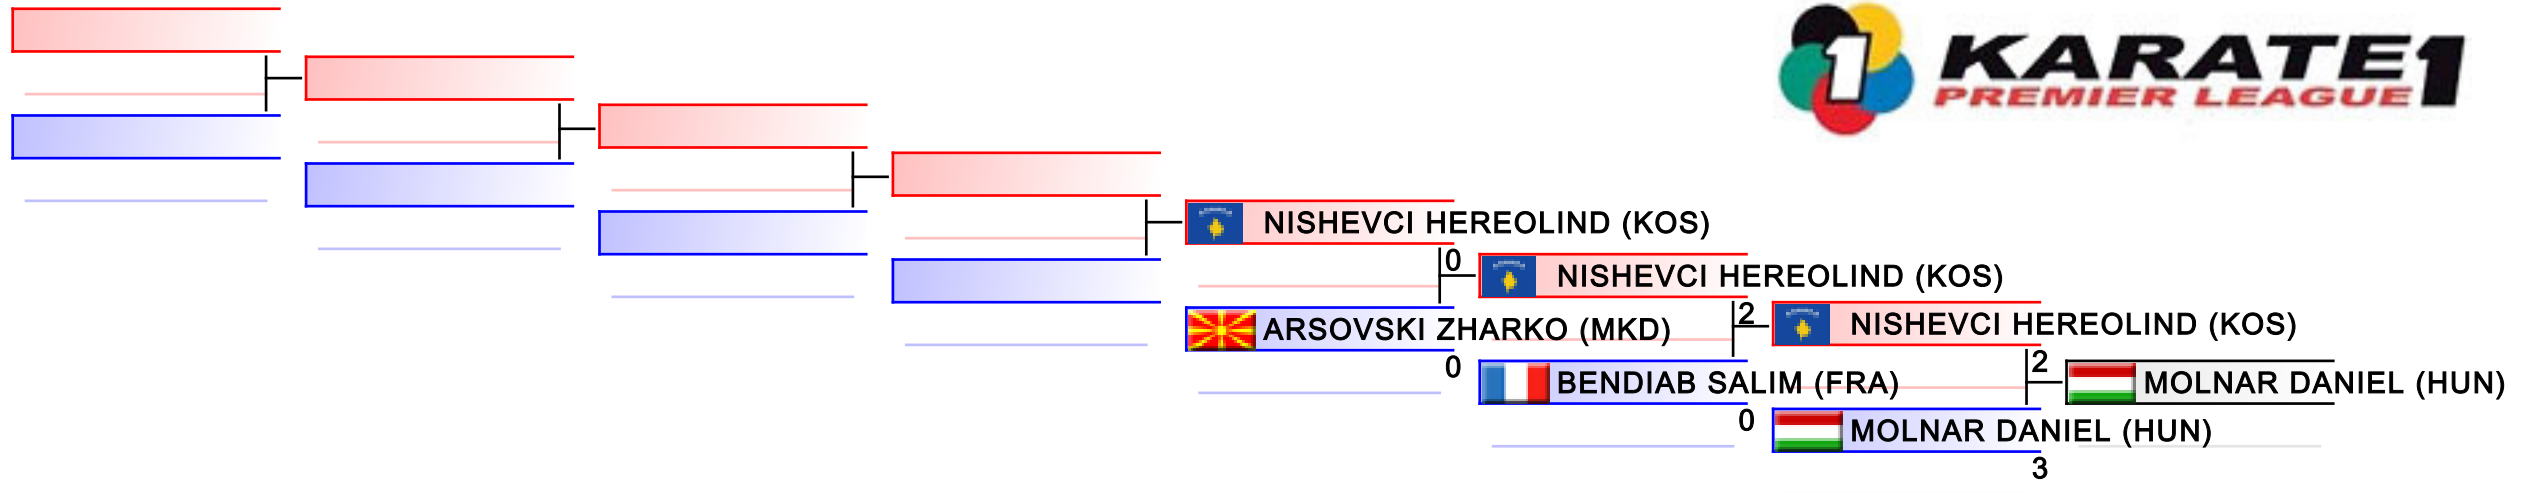 1 KARATE1
PREMIER LEAGUE
NISHEVCI HEREOLIND (KOS)
0
NISHEVCI HEREOLIND (KOS)
ARSOVSKI ZHARKO (MKD)
0
2
NISHEVCI HEREOLIND (KOS)
BENDIAB SALIM (FRA)
0
2
MOLNAR DANIEL (HUN)
MOLNAR DANIEL (HUN)
3